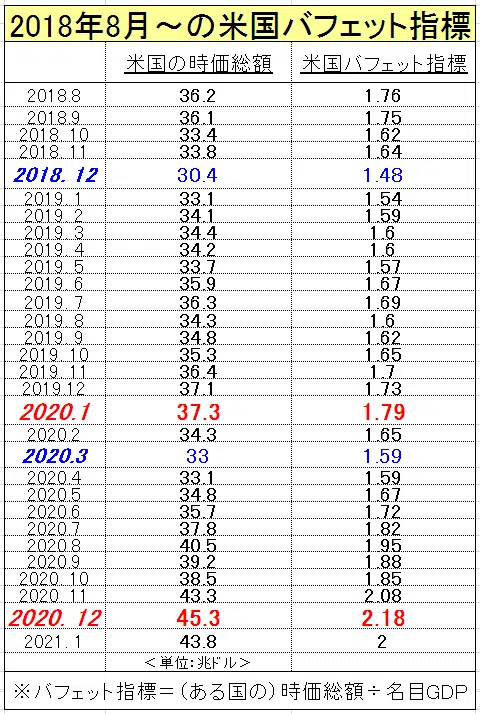 2018年8月～の米国バフェット指標
米国の時価総額 米国バフェット指標
2018.8 36.2 1.76
2018.9 36.1 1.75
2018.10 33.4 1.62
2018.11 33.8 1.64
2018.12 30.4 1.48
2019.1 33.1 1.54
2019.2 34.1 1.59
2019.3 34.4 1.6
2019.4 34.2 1.6
2019.5 33.7 1.57
2019.6 35.9 1.67
2019.7 36.3 1.69
2019.8 34.3 1.6
2019.9 34.8 1.62
2019.10 35.3 1.65
2019.11 36.4 1.7
2019.12 37.1 1.73
2020.1 37.3 1.79
2020.2 34.3 1.65
2020.3 33 1.59
2020.4 33.1 1.59
2020.5 34.8 1.67
2020.6 35.7 1.72
2020.7 37.8 1.82
2020.8 40.5 1.95
2020.9 39.2 1.88
2020.10 38.5 1.85
2020.11 43.3 2.08
2020.12 45.3 2.18
2021.1 43.8 2
＜単位:兆ドル＞
※バフェット指標＝(ある国の)時価総額÷名目GDP